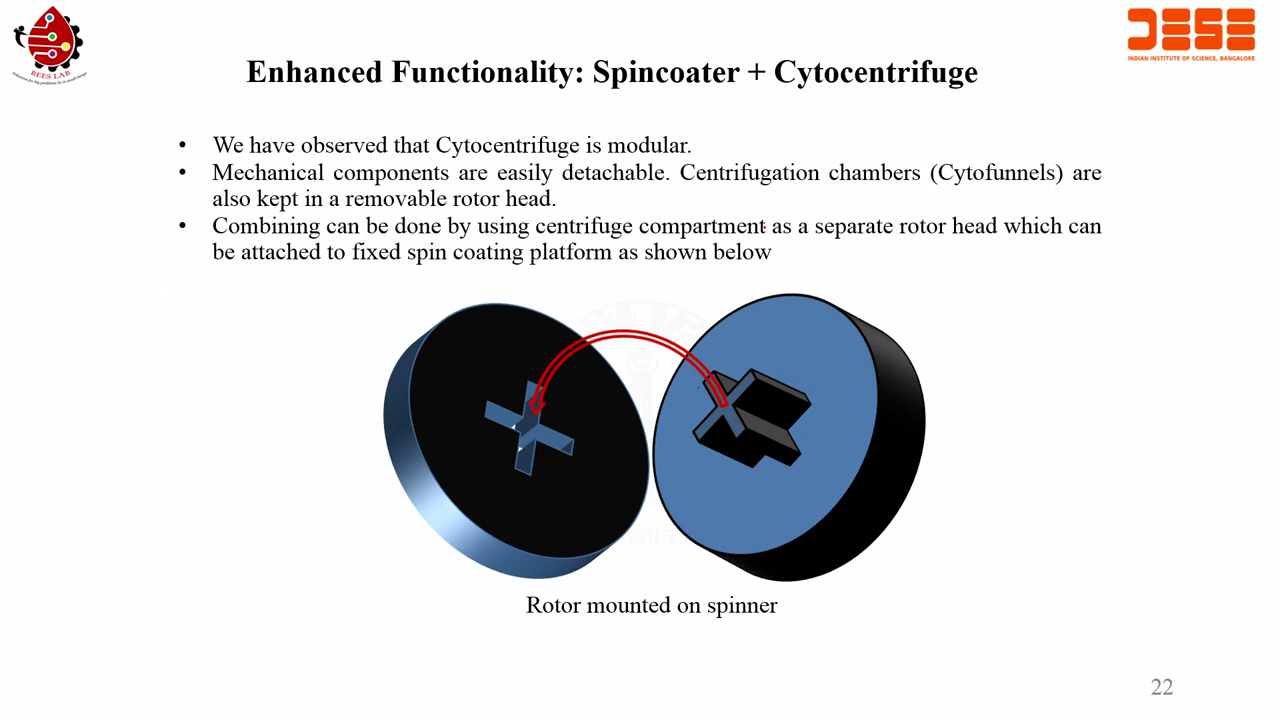 BEES LAB
INDIAN INSTITUTE OF SCIENCE, BANGALORE
Enhanced Functionality: Spincoater + Cytocentrifuge
• We have observed that Cytocentrifuge is modular.
• Mechanical components are easily detachable. Centrifugation chambers (Cytofunnels) are
also kept in a removable rotor head.
• Combining can be done by using centrifuge compartment as a separate rotor head which can
be attached to fixed spin coating platform as shown below
Rotor mounted on spinner
22